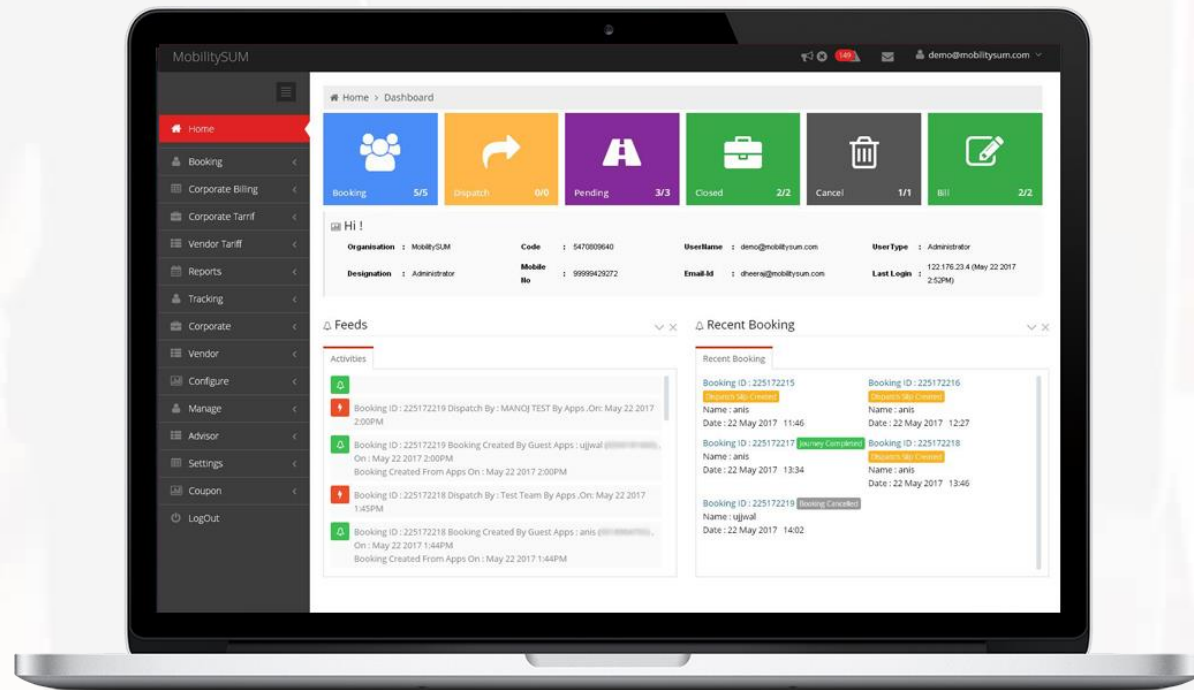 MobilitySUM
149
demo@mobilitysum.com
Home > Dashboard
Home
Booking
Corporate Billing
Corporate Tarrif
Vendor Tariff
Reports
Tracking
Corporate
Vendor
Configure
Manage
Advisor
Settings
Coupon
LogOut
Booking 5/5
Dispatch 0/0
Pending 3/3
Closed 2/2
Cancel 1/1
Bill 2/2
Hi !
Organisation : MobilitySUM Code : 5470809640 UserName : demo@mobilitysum.com UserType : Administrator
Designation : Administrator Mobile No : 99999429272 Email-Id : dheeraj@mobilitysum.com Last Login : 122.176.23.4 (May 22 2017 2:52PM)
Feeds
Activities
Booking ID : 225172219 Dispatch By : MANOJ TEST By Apps .On: May 22 2017
2:00PM
Booking ID : 225172219 Booking Created By Guest Apps : ujjwal
On : May 22 2017 2:00PM
Booking Created From Apps On : May 22 2017 2:00PM
Booking ID : 225172218 Dispatch By : Test Team By Apps .On: May 22 2017
1:45PM
Booking ID : 225172218 Booking Created By Guest Apps : anis
On : May 22 2017 1:44PM
Booking Created From Apps On : May 22 2017 1:44PM
Recent Booking
Recent Booking
Booking ID : 225172215
Dispatch Slip Created
Name : anis
Date : 22 May 2017 11:46
Booking ID : 225172216
Dispatch Slip Created
Name : anis
Date : 22 May 2017 12:27
Booking ID : 225172217 Journey Completed
Name : anis
Date : 22 May 2017 13:34
Booking ID : 225172218
Dispatch Slip Created
Name : anis
Date : 22 May 2017 13:46
Booking ID : 225172219 Booking Cancelled
Name : ujjwal
Date : 22 May 2017 14:02